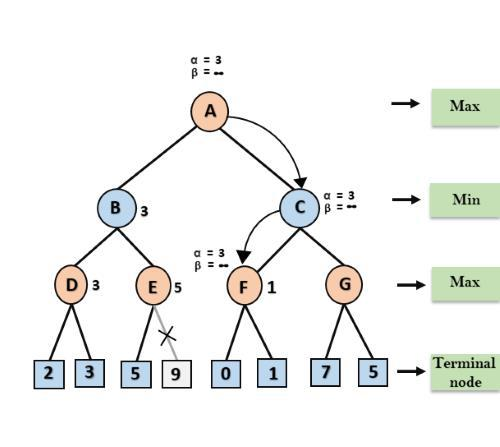 α = 3
β = ∞
A
Max
B
3
C
α = 3
β = ∞
Min
α = 3
β = ∞
D
3
E
5
F
1
G
Max
2
3
5
9
0
1
7
5
Terminal
node